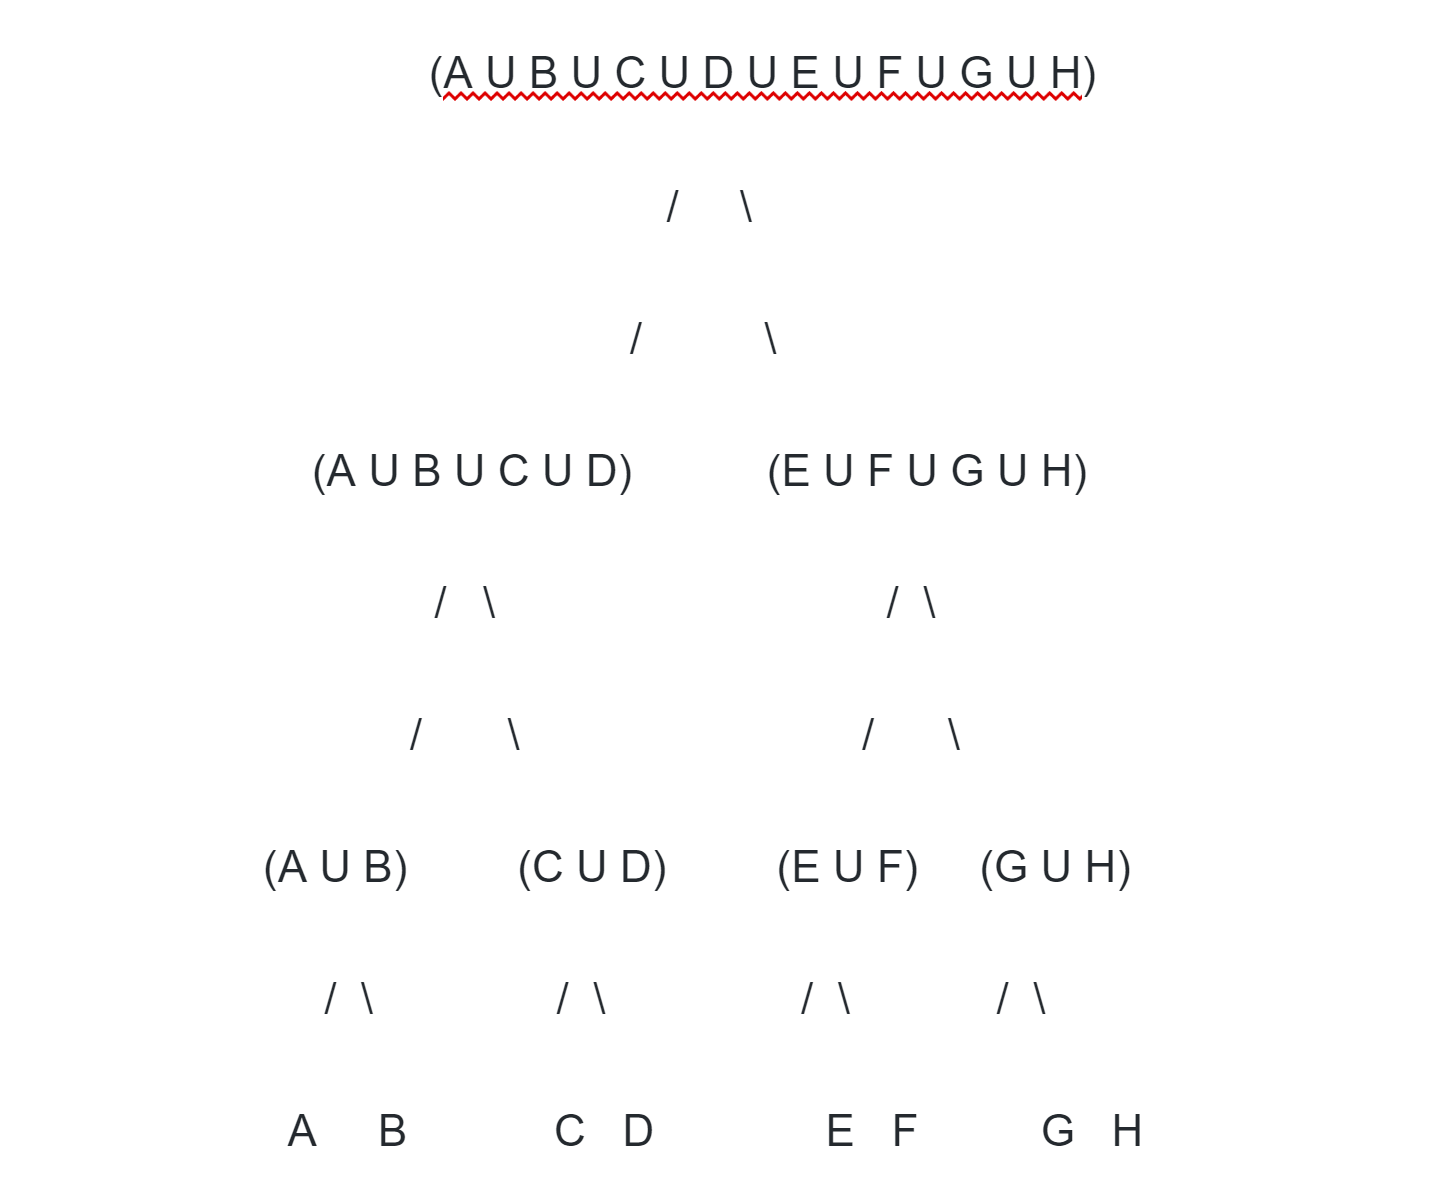 (A U B U C U D U E U F U G U H)
/ \
/ \
(A U B U C U D) (E U F U G U H)
/ \ / \
/ \ / \
(A U B) (C U D) (E U F) (G U H)
/ \ / \ / \ / \
A B C D E F G H